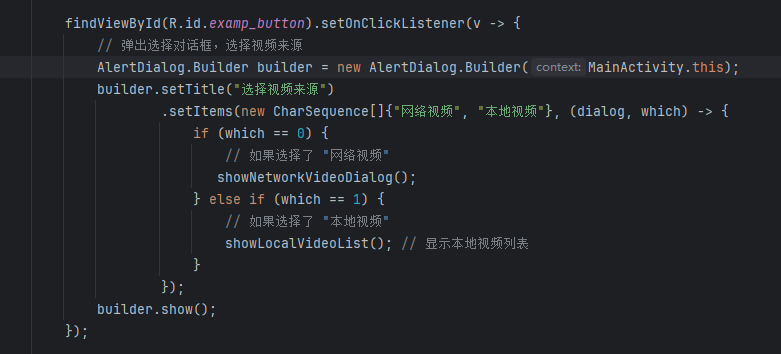 findViewById(R.id.examp_button).setOnClickListener(v -> {
// 弹出选择对话框，选择视频来源
AlertDialog.Builder builder = new AlertDialog.Builder( context: MainActivity.this);
builder.setTitle("选择视频来源")
.setItems(new CharSequence[]{"网络视频", "本地视频"}, (dialog, which) -> {
if (which == 0) {
// 如果选择了 "网络视频"
showNetworkVideoDialog();
} else if (which == 1) {
// 如果选择了 "本地视频"
showLocalVideoList(); // 显示本地视频列表
}
});
builder.show();
});